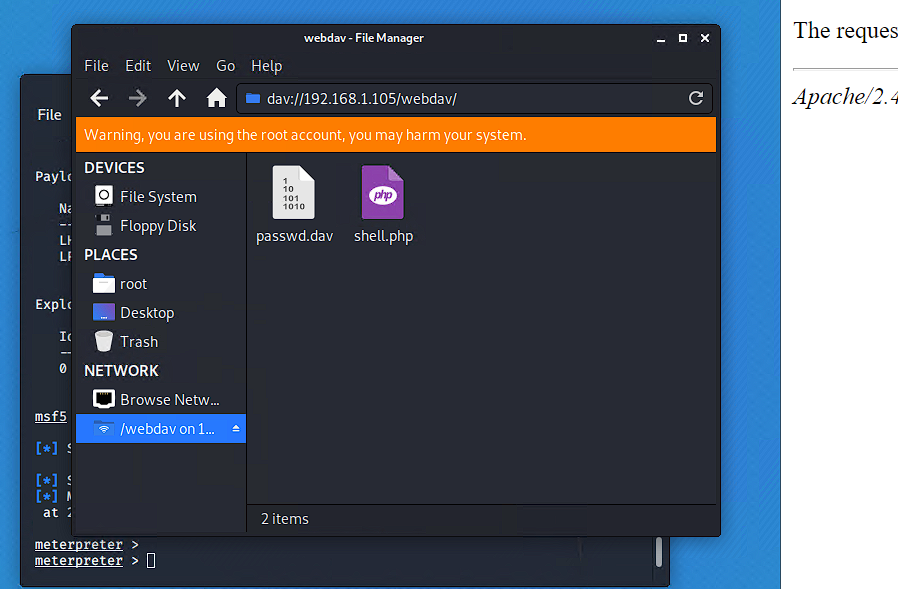 webdav - File Manager
File Edit View Go Help
dav://192.168.1.105/webdav/
Warning, you are using the root account, you may harm your system.
DEVICES
File System
Floppy Disk
PLACES
root
Desktop
Trash
NETWORK
Browse Netw...
/webdav on 1...
1
10
101
1010
passwd.dav
php
shell.php
2 items
File
Paylo
Na
--
LH
LP
Explo
Id
--
0
msf5
[*] S
[*] S
[*] M
at 2
meterpreter >
meterpreter >
The reques
Apache/2.4